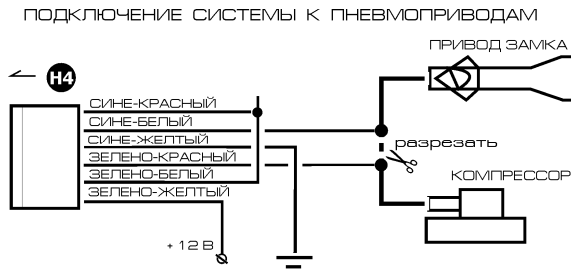 ПОДКЛЮЧЕНИЕ СИСТЕМЫ К ПНЕВМОПРИВОДАМ
ПРИВОД ЗАМКА
H4
СИНЕ-КРАСНЫЙ
СИНЕ-БЕЛЫЙ
СИНЕ-ЖЕЛТЫЙ
разрезать
ЗЕЛЕНО-КРАСНЫЙ
ЗЕЛЕНО-БЕЛЫЙ
КОМПРЕССОР
ЗЕЛЕНО-ЖЕЛТЫЙ
+ 12 В